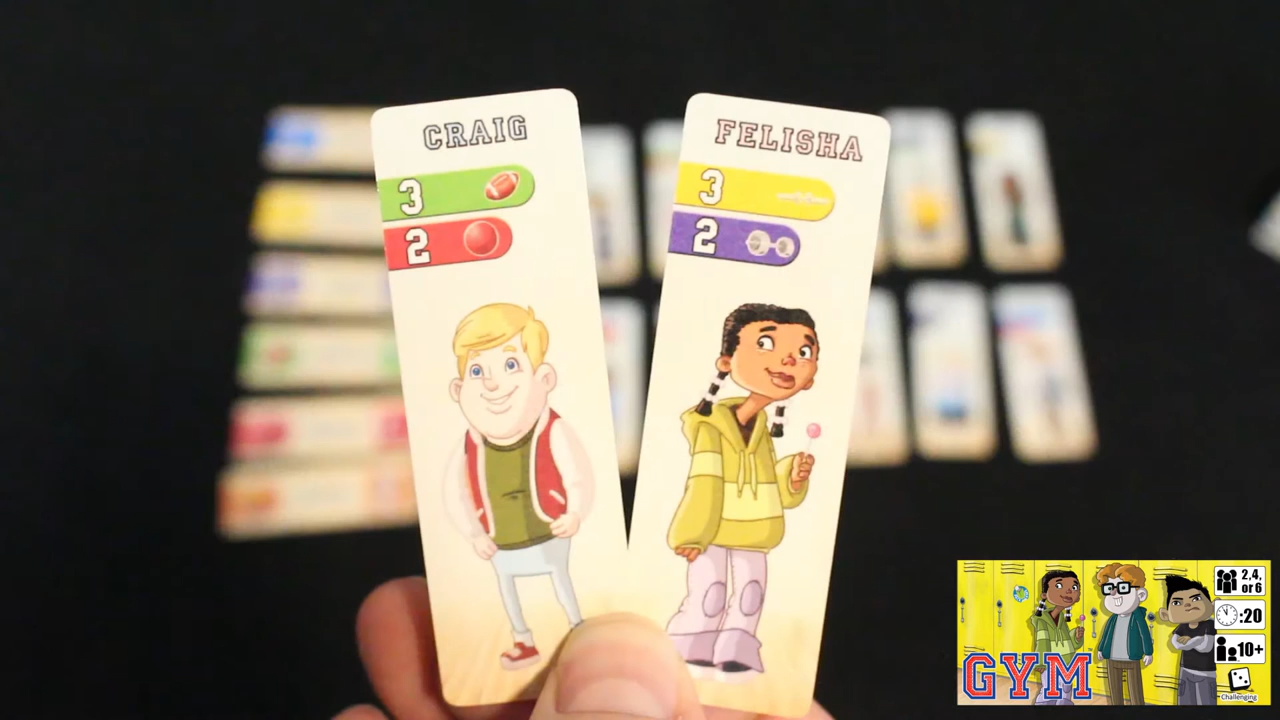 CRAIG
3
2
FELISHA
3
2
GYM
2,4,
or 6
:20
10+
Challenging